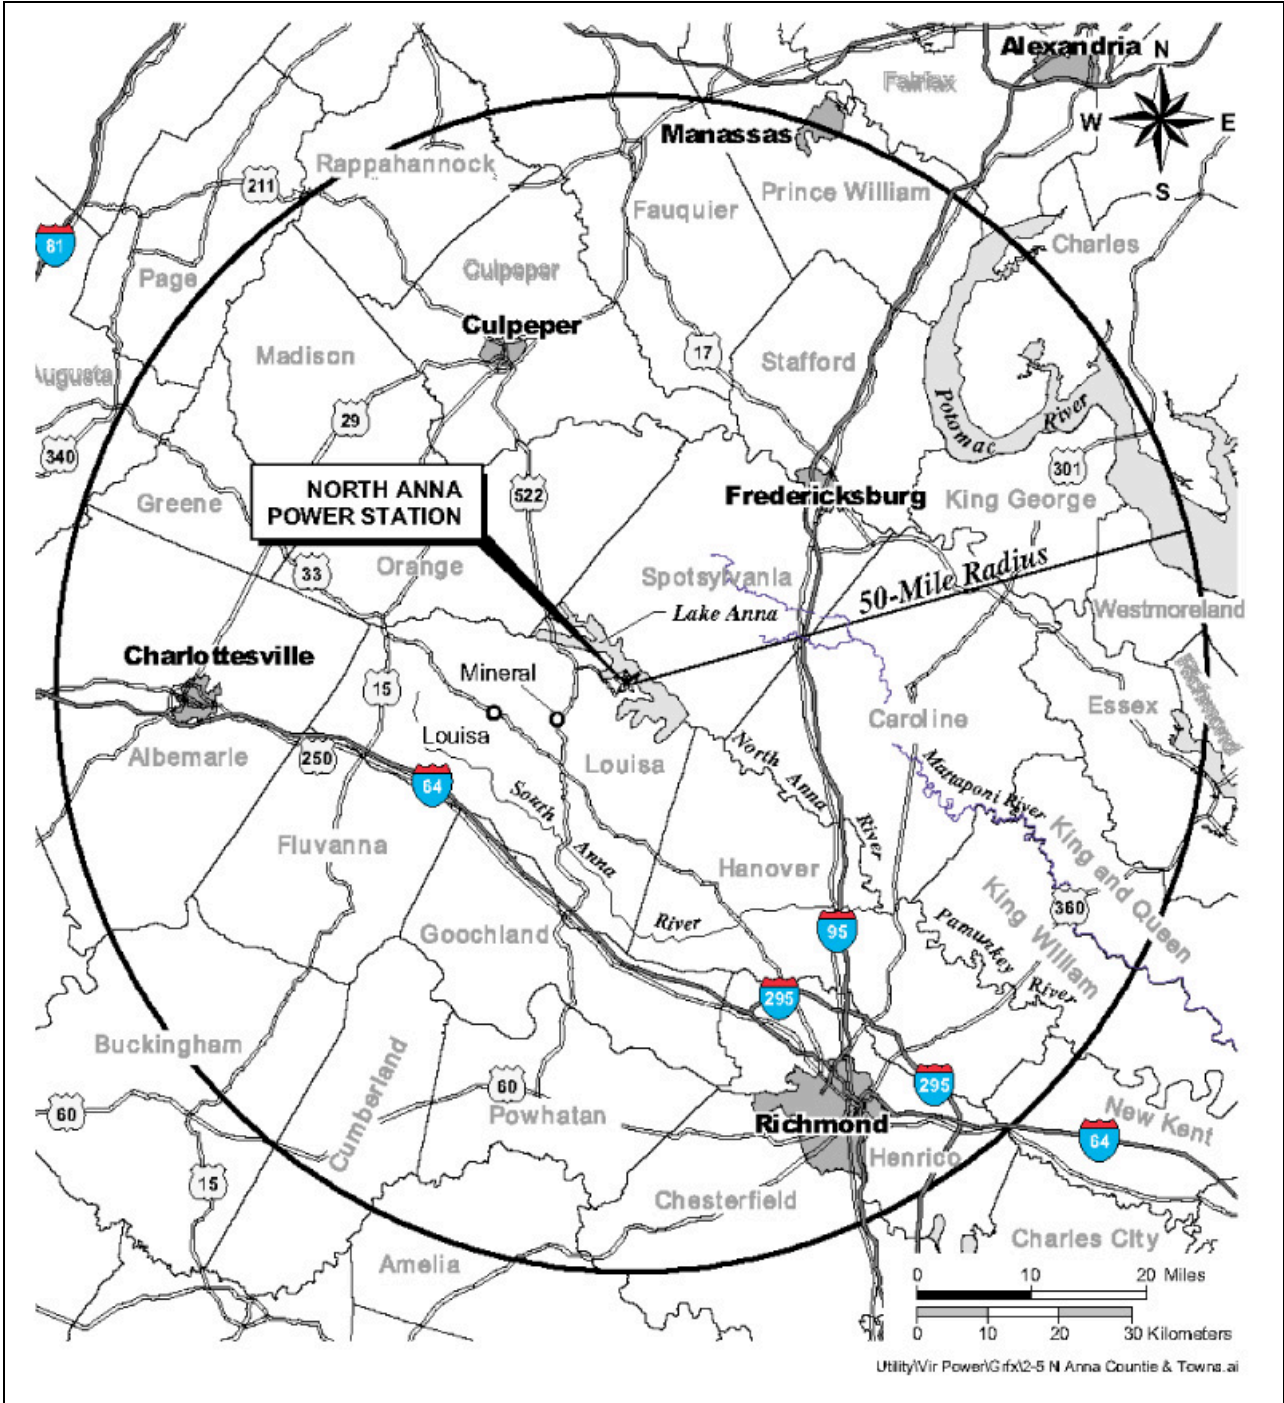 Alexandria
N
Fairfax
Manassas
W
E
Rappahannock
S
211
Prince William
Fauquier
81
Charles
Page
Culpeper
Culpeper
Madison
17
Stafford
Augusta
29
Potomac
River
340
301
522
NORTH ANNA
POWER STATION
Fredericksburg
King George
Greene
33
Orange
Spotsylvania
50-Mile Radius
Lake Anna
Westmoreland
Charlottesville
Mineral
15
Richmond
Essex
Caroline
Louisa
Albemarle
250
Louisa
North Anna
River
64
South
Anna
River
Mattaponi River
Fluvanna
Hanover
King and Queen
King William
360
Goochland
95
Pamunkey
River
295
Buckingham
Cumberland
60
60
295
Powhatan
Richmond
New Kent
64
Henrico
15
Chesterfield
Charles City
Amelia
0 10 20 Miles
0 10 20 30 Kilometers
Utility\Vir Power\Grfx\2-5 N Anna Countie & Towns.ai